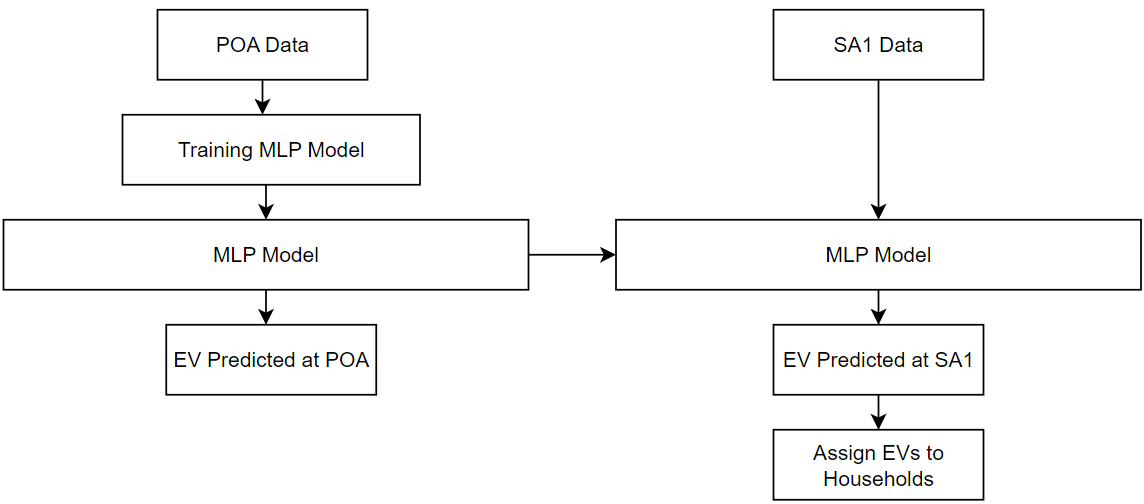 POA Data
SA1 Data
Training MLP Model
MLP Model
MLP Model
EV Predicted at POA
EV Predicted at SA1
Assign EVs to
Households